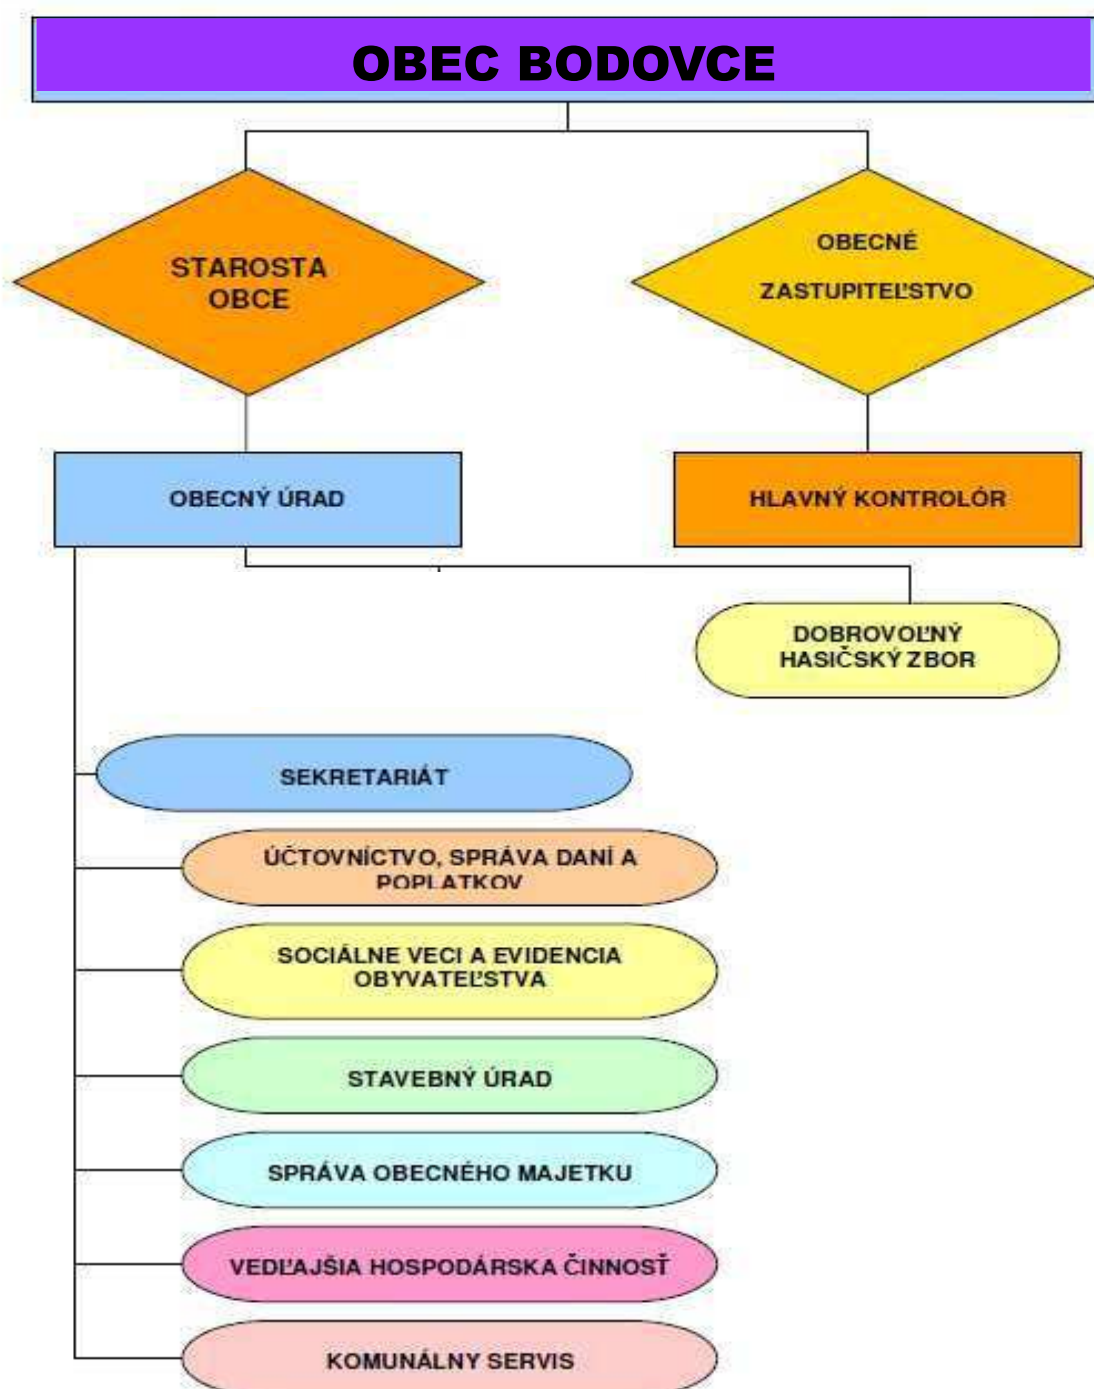 OBEC BODOVCE
STAROSTA
OBCE
OBECNÉ
ZASTUPITEĽSTVO
OBECNÝ ÚRAD
HLAVNÝ KONTROLÓR
DOBROVOĽNÝ
HASIČSKÝ ZBOR
SEKRETARIÁT
ÚČTOVNÍCTVO, SPRÁVA DANÍ A
POPLATKOV
SOCIÁLNE VECI A EVIDENCIA
OBYVATEĽSTVA
STAVEBNÝ ÚRAD
SPRÁVA OBECNÉHO MAJETKU
VEDĽAJŠIA HOSPODÁRSKA ČINNOSŤ
KOMUNÁLNY SERVIS